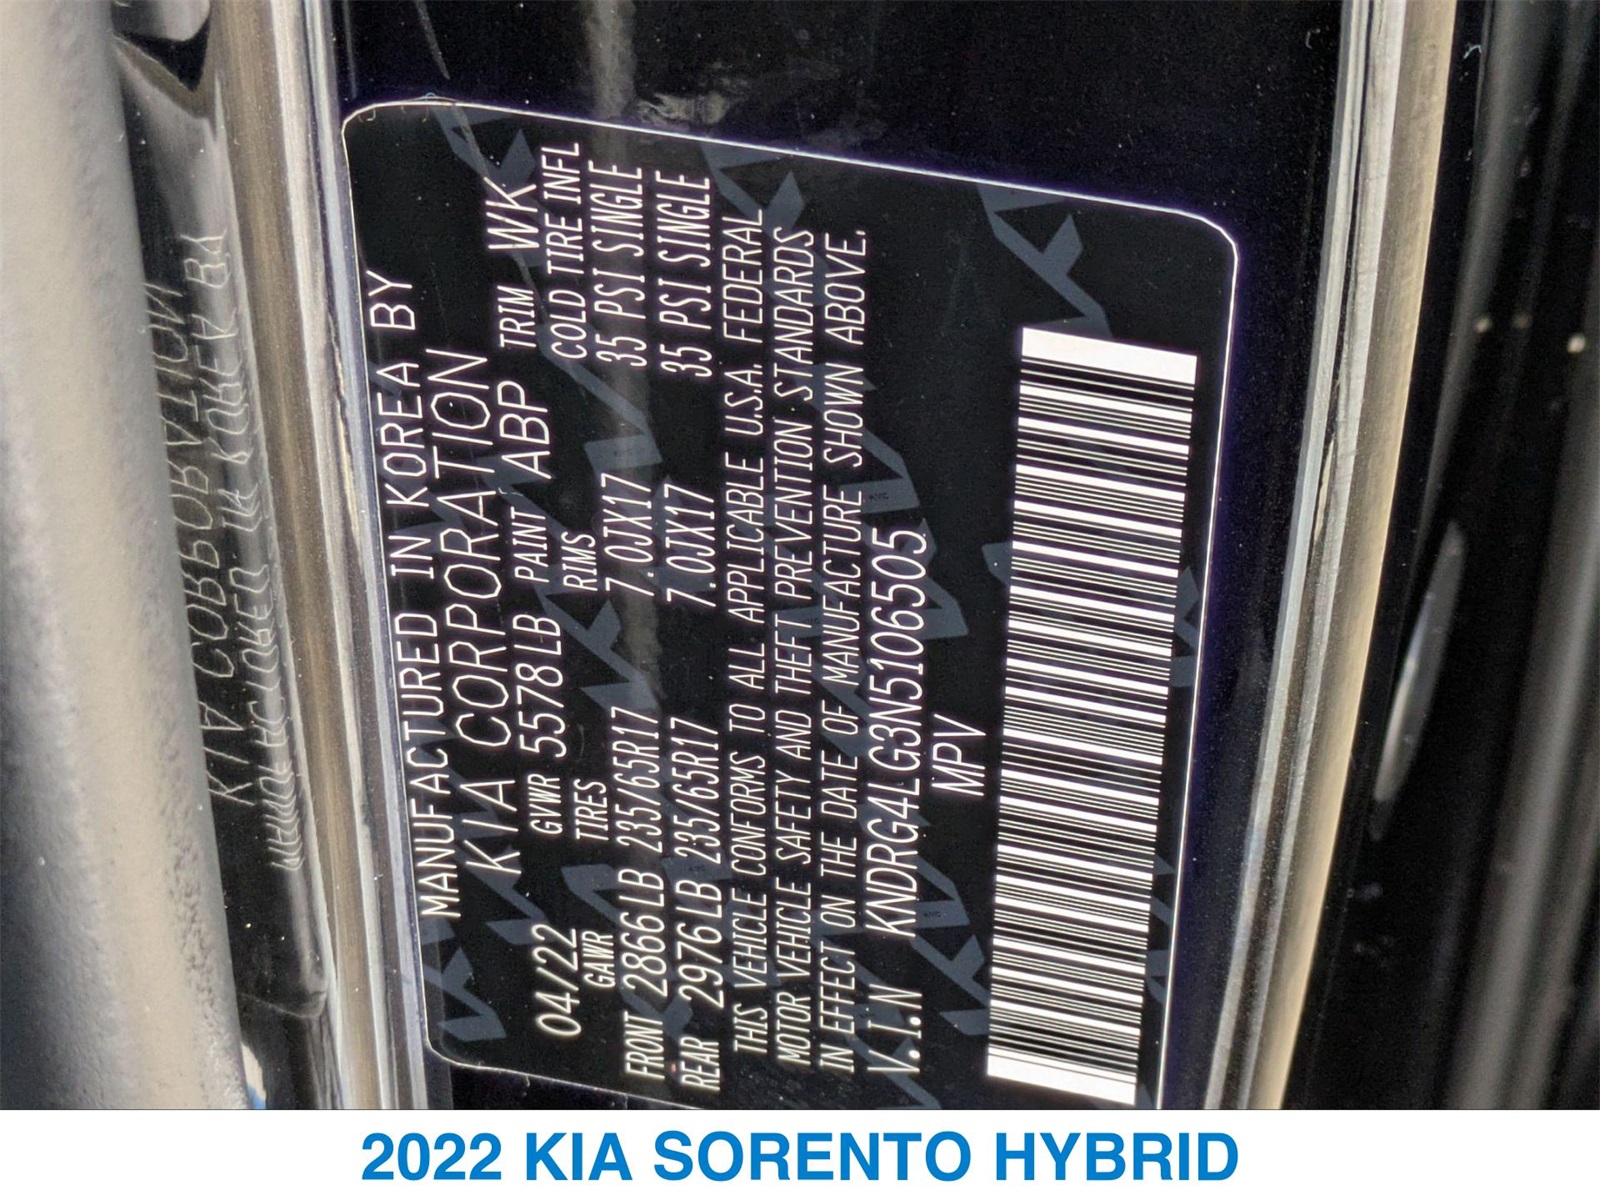 MANUFACTURED IN KOREA BY
KIA CORPORATION
04/22 GVWR 5578LB PAINT ABP TRIM WK
GAWR TIRES RIMS COLD TIRE INFL
FRONT 2866LB 235/65R17 7.0JX17 35 PSI SINGLE
REAR 2976LB 235/65R17 7.0JX17 35 PSI SINGLE
THIS VEHICLE CONFORMS TO ALL APPLICABLE U.S.A. FEDERAL
MOTOR VEHICLE SAFETY AND THEFT PREVENTION STANDARDS
IN EFFECT ON THE DATE OF MANUFACTURE SHOWN ABOVE.
V.I.N KNDRG4LG3N5106505
MPV
2022 KIA SORENTO HYBRID